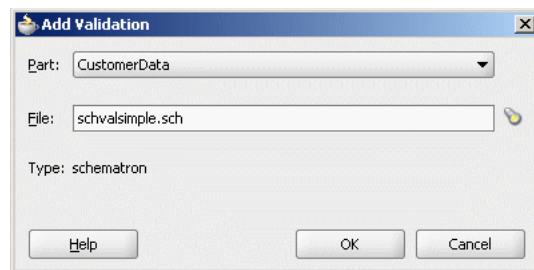 Add Validation
Part: CustomerData
File: schvalsimple.sch
Type: schematron
Help OK Cancel